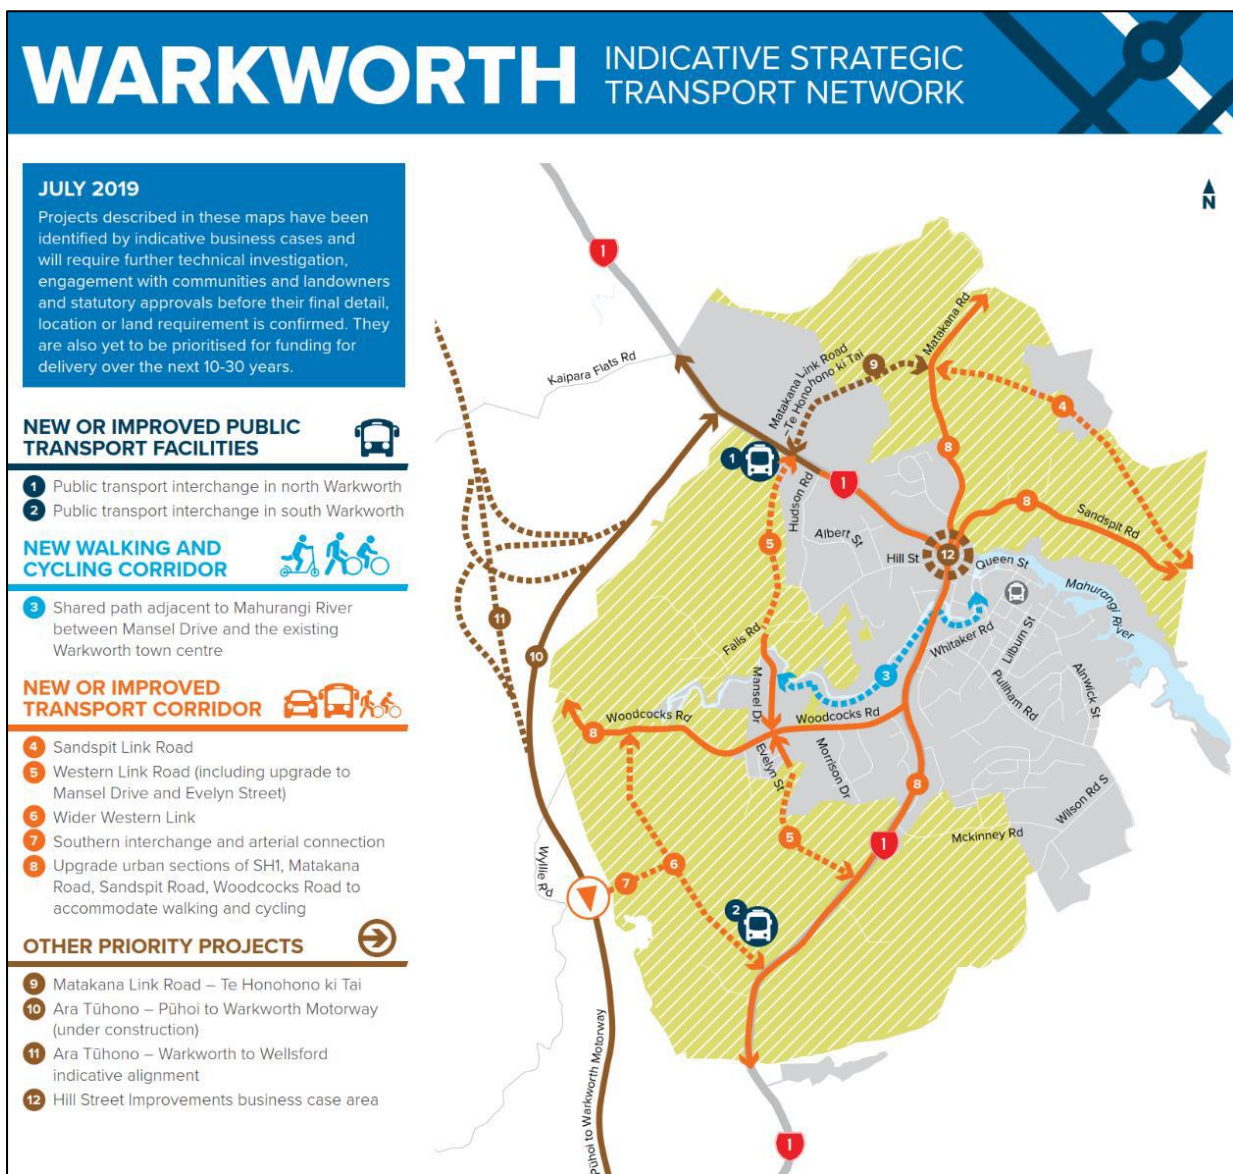 WARKWORTH
INDICATIVE STRATEGIC
TRANSPORT NETWORK
JULY 2019
Projects described in these maps have been
identified by indicative business cases and
will require further technical investigation,
engagement with communities and landowners
and statutory approvals before their final detail,
location or land requirement is confirmed. They
are also yet to be prioritised for funding for
delivery over the next 10-30 years.
NEW OR IMPROVED PUBLIC
TRANSPORT FACILITIES
1 Public transport interchange in north Warkworth
2 Public transport interchange in south Warkworth
NEW WALKING AND
CYCLING CORRIDOR
3 Shared path adjacent to Mahurangi River
between Mansel Drive and the existing
Warkworth town centre
NEW OR IMPROVED
TRANSPORT CORRIDOR
4 Sandspit Link Road
5 Western Link Road (including upgrade to
Mansel Drive and Evelyn Street)
6 Wider Western Link
7 Southern interchange and arterial connection
8 Upgrade urban sections of SH1, Matakana
Road, Sandspit Road, Woodcocks Road to
accommodate walking and cycling
OTHER PRIORITY PROJECTS
9 Matakana Link Road – Te Honohono ki Tai
10 Ara Tūhono – Pūhoi to Warkworth Motorway
(under construction)
11 Ara Tūhono – Warkworth to Wellsford
indicative alignment
12 Hill Street Improvements business case area
N
1
Kaipara Flats Rd
Matakana Link Road
–Te Honohono ki Tai
9
Matakana Rd
4
8
1
1
Hudson Rd
8
Sandspit Rd
Albert St
Hill St
12
Queen St
5
Mahurangi
River
11
10
Falls Rd
Whitaker Rd
Lilburn St
3
Mansel Dr
Pulham Rd
Alnwick St
Woodcocks Rd
8
Woodcocks Rd
Evelyn St
Morrison Dr
8
Wilson Rd S
5
1
Mckinney Rd
Wyllie Rd
6
7
2
Pūhoi to Warkworth Motorway
1